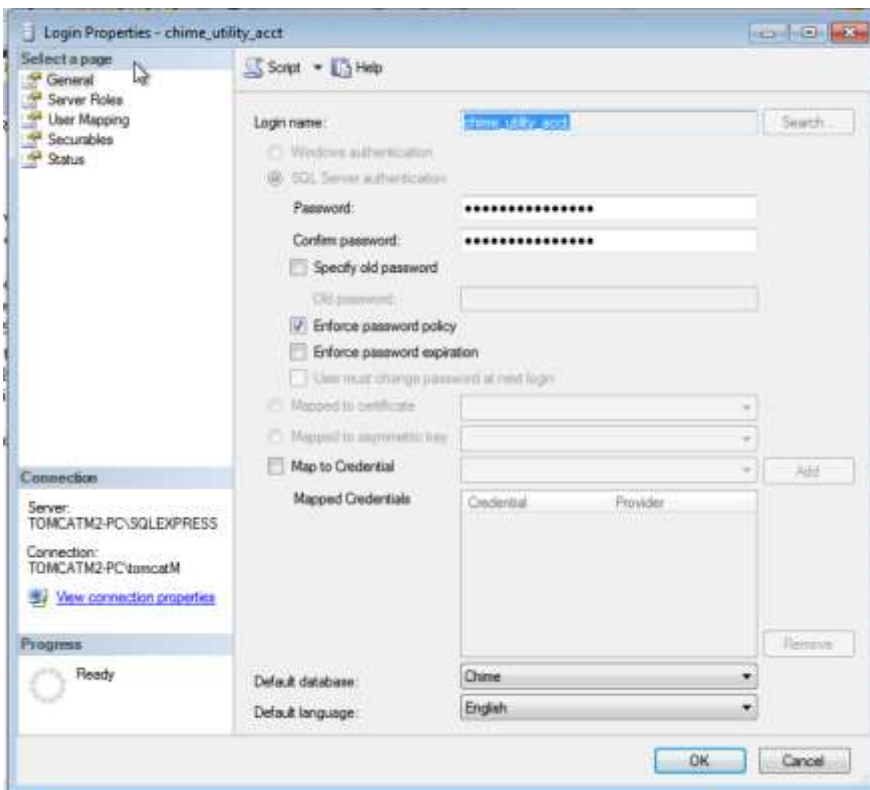 Login Properties - chime_utility_acct
Select a page
General
Server Roles
User Mapping
Securables
Status
Script Help
Login name: chime_utility_acct Search...
Windows authentication
SQL Server authentication
Password: •••••••••••••••
Confirm password: •••••••••••••••
Specify old password
Old password:
Enforce password policy
Enforce password expiration
User must change password at next login
Mapped to certificate
Mapped to asymmetric key
Map to Credential Add
Mapped Credentials Credential Provider
Remove
Default database: Chime
Default language: English
Connection
Server:
TOMCATM2-PC\SQLEXPRESS
Connection:
TOMCATM2-PC\tomcatM
View connection properties
Progress
Ready
OK Cancel